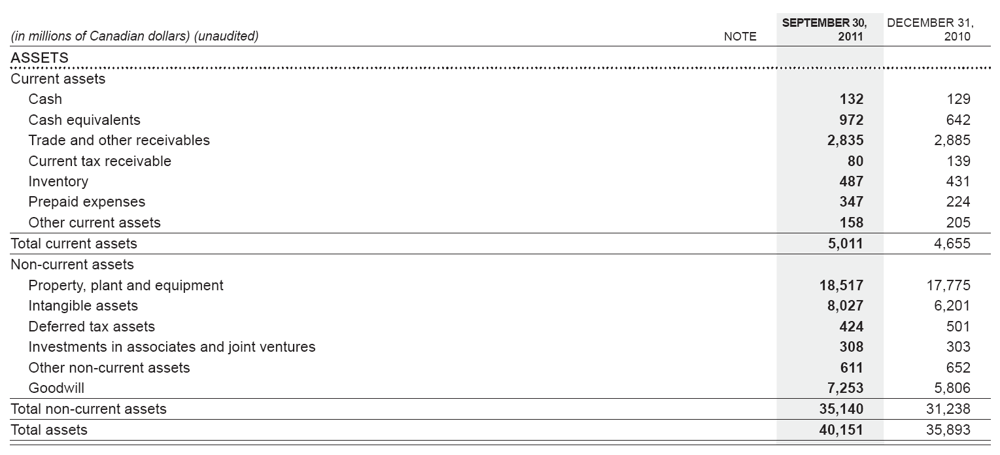 (in millions of Canadian dollars) (unaudited) NOTE SEPTEMBER 30, 2011 DECEMBER 31, 2010
ASSETS
Current assets
Cash 132 129
Cash equivalents 972 642
Trade and other receivables 2,835 2,885
Current tax receivable 80 139
Inventory 487 431
Prepaid expenses 347 224
Other current assets 158 205
Total current assets 5,011 4,655
Non-current assets
Property, plant and equipment 18,517 17,775
Intangible assets 8,027 6,201
Deferred tax assets 424 501
Investments in associates and joint ventures 308 303
Other non-current assets 611 652
Goodwill 7,253 5,806
Total non-current assets 35,140 31,238
Total assets 40,151 35,893